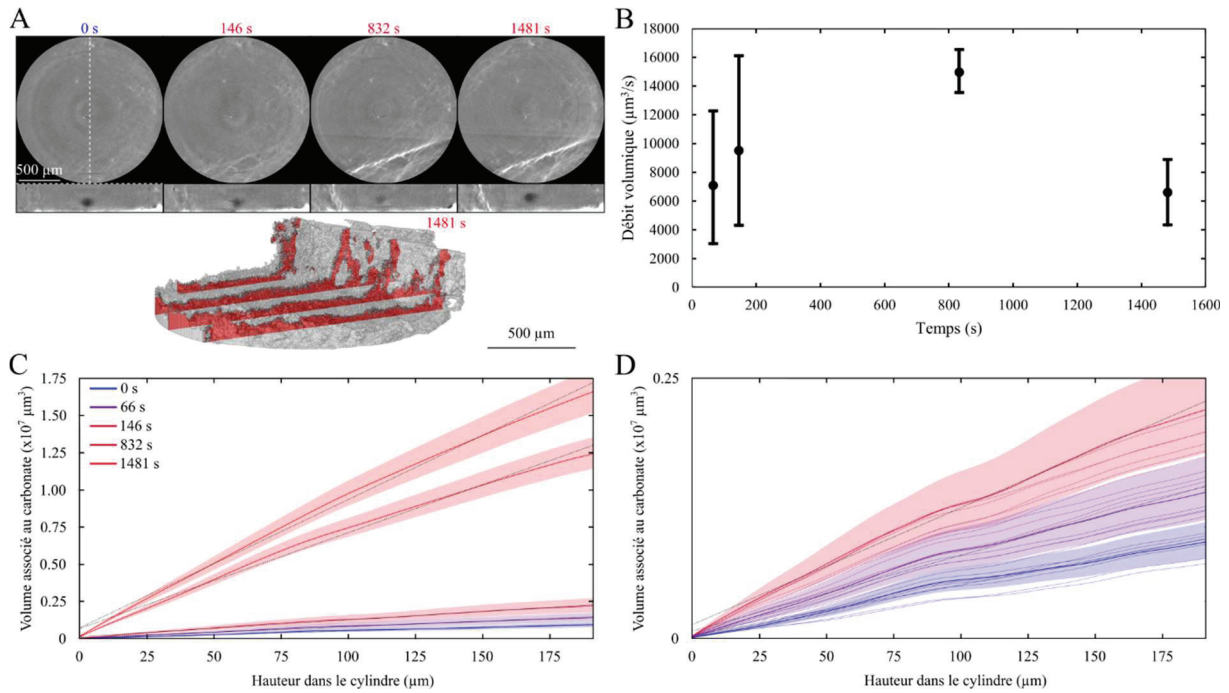 A
0 s 146 s 832 s 1481 s
500 µm
1481 s
500 µm
B
Débit volumique (µm³/s)
18000
16000
14000
12000
10000
8000
6000
4000
2000
0
0 200 400 600 800 1000 1200 1400 1600
Temps (s)
C
Volume associé au carbonate (x10⁷ µm³)
1.75
1.50
1.25
1.00
0.75
0.50
0.25
0
0 s
66 s
146 s
832 s
1481 s
0 25 50 75 100 125 150 175
Hauteur dans le cylindre (µm)
D
Volume associé au carbonate (x10⁷ µm³)
0.25
0
0 25 50 75 100 125 150 175
Hauteur dans le cylindre (µm)